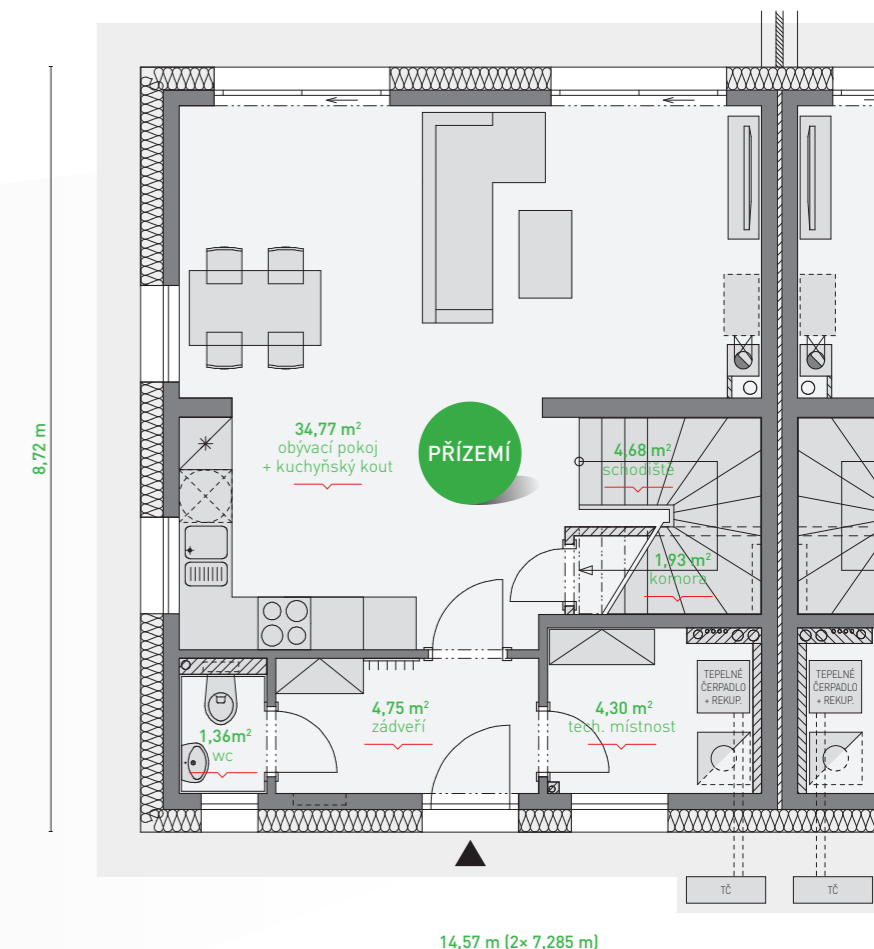 8,72 m
34,77 m²
obývací pokoj
+ kuchyňský kout
PŘÍZEMÍ
4,68 m²
schodiště
1,93 m²
komora
1,36m²
wc
4,75 m²
zádveří
4,30 m²
tech. místnost
TEPELNÉ
ČERPADLO
+ REKUP.
TEPELNÉ
ČERPADLO
+ REKUP.
TČ
TČ
14,57 m (2× 7,285 m)